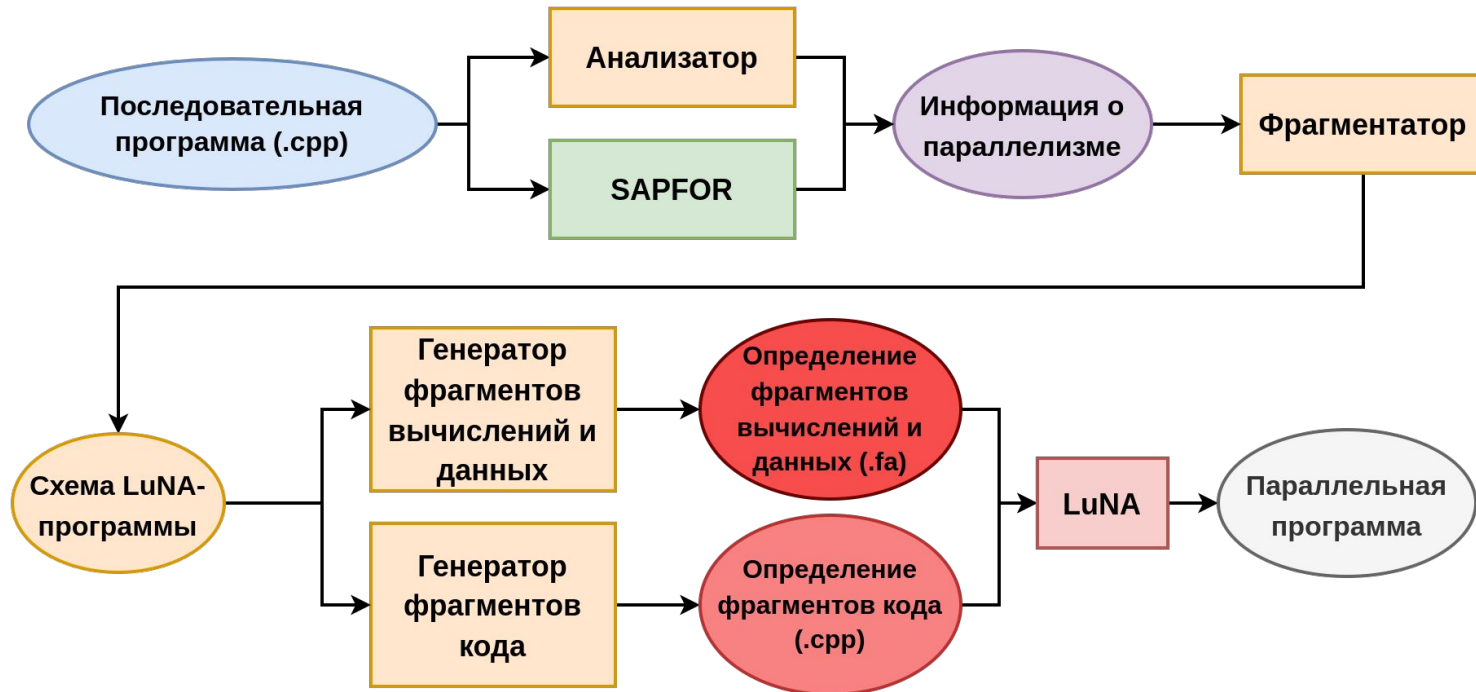 Последовательная
программа (.cpp)
Анализатор
SAPFOR
Информация о
параллелизме
Фрагментатор
Схема LuNA-
программы
Генератор
фрагментов
вычислений и
данных
Генератор
фрагментов
кода
Определение
фрагментов
вычислений и
данных (.fa)
Определение
фрагментов кода
(.cpp)
LuNA
Параллельная
программа